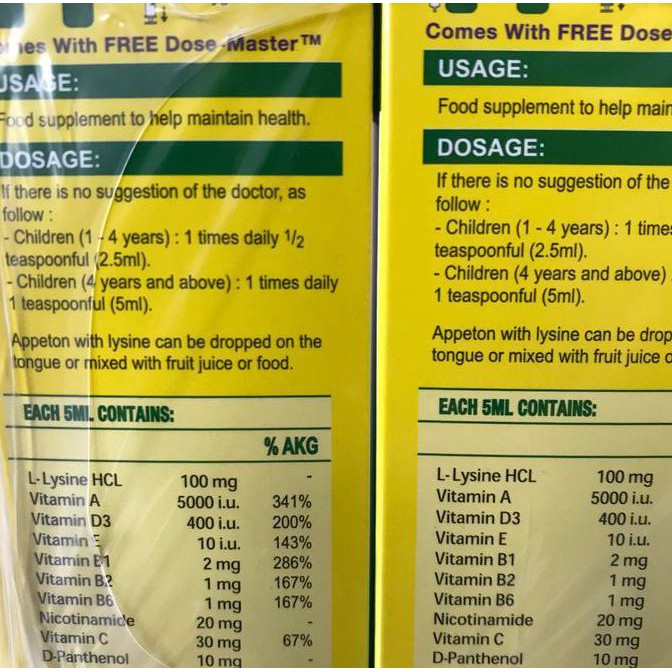 Comes With FREE Dose Master™
USAGE:
Food supplement to help maintain health.
DOSAGE:
If there is no suggestion of the doctor, as
follow :
- Children (1 - 4 years) : 1 times daily 1/2
teaspoonful (2.5ml).
- Children (4 years and above) : 1 times daily
1 teaspoonful (5ml).
Appeton with lysine can be dropped on the
tongue or mixed with fruit juice or food.
EACH 5ML CONTAINS:
% AKG
L-Lysine HCL 100 mg -
Vitamin A 5000 i.u. 341%
Vitamin D3 400 i.u. 200%
Vitamin E 10 i.u. 143%
Vitamin B1 2 mg 286%
Vitamin B2 1 mg 167%
Vitamin B6 1 mg 167%
Nicotinamide 20 mg -
Vitamin C 30 mg 67%
D-Panthenol 10 mg -
Comes With FREE Dose
USAGE:
Food supplement to help main
DOSAGE:
If there is no suggestion of the
follow :
- Children (1 - 4 years) : 1 times
teaspoonful (2.5ml).
- Children (4 years and above)
1 teaspoonful (5ml).
Appeton with lysine can be drop
tongue or mixed with fruit juice o
EACH 5ML CONTAINS:
L-Lysine HCL 100 mg
Vitamin A 5000 i.u.
Vitamin D3 400 i.u.
Vitamin E 10 i.u.
Vitamin B1 2 mg
Vitamin B2 1 mg
Vitamin B6 1 mg
Nicotinamide 20 mg
Vitamin C 30 mg
D-Panthenol 10 mg